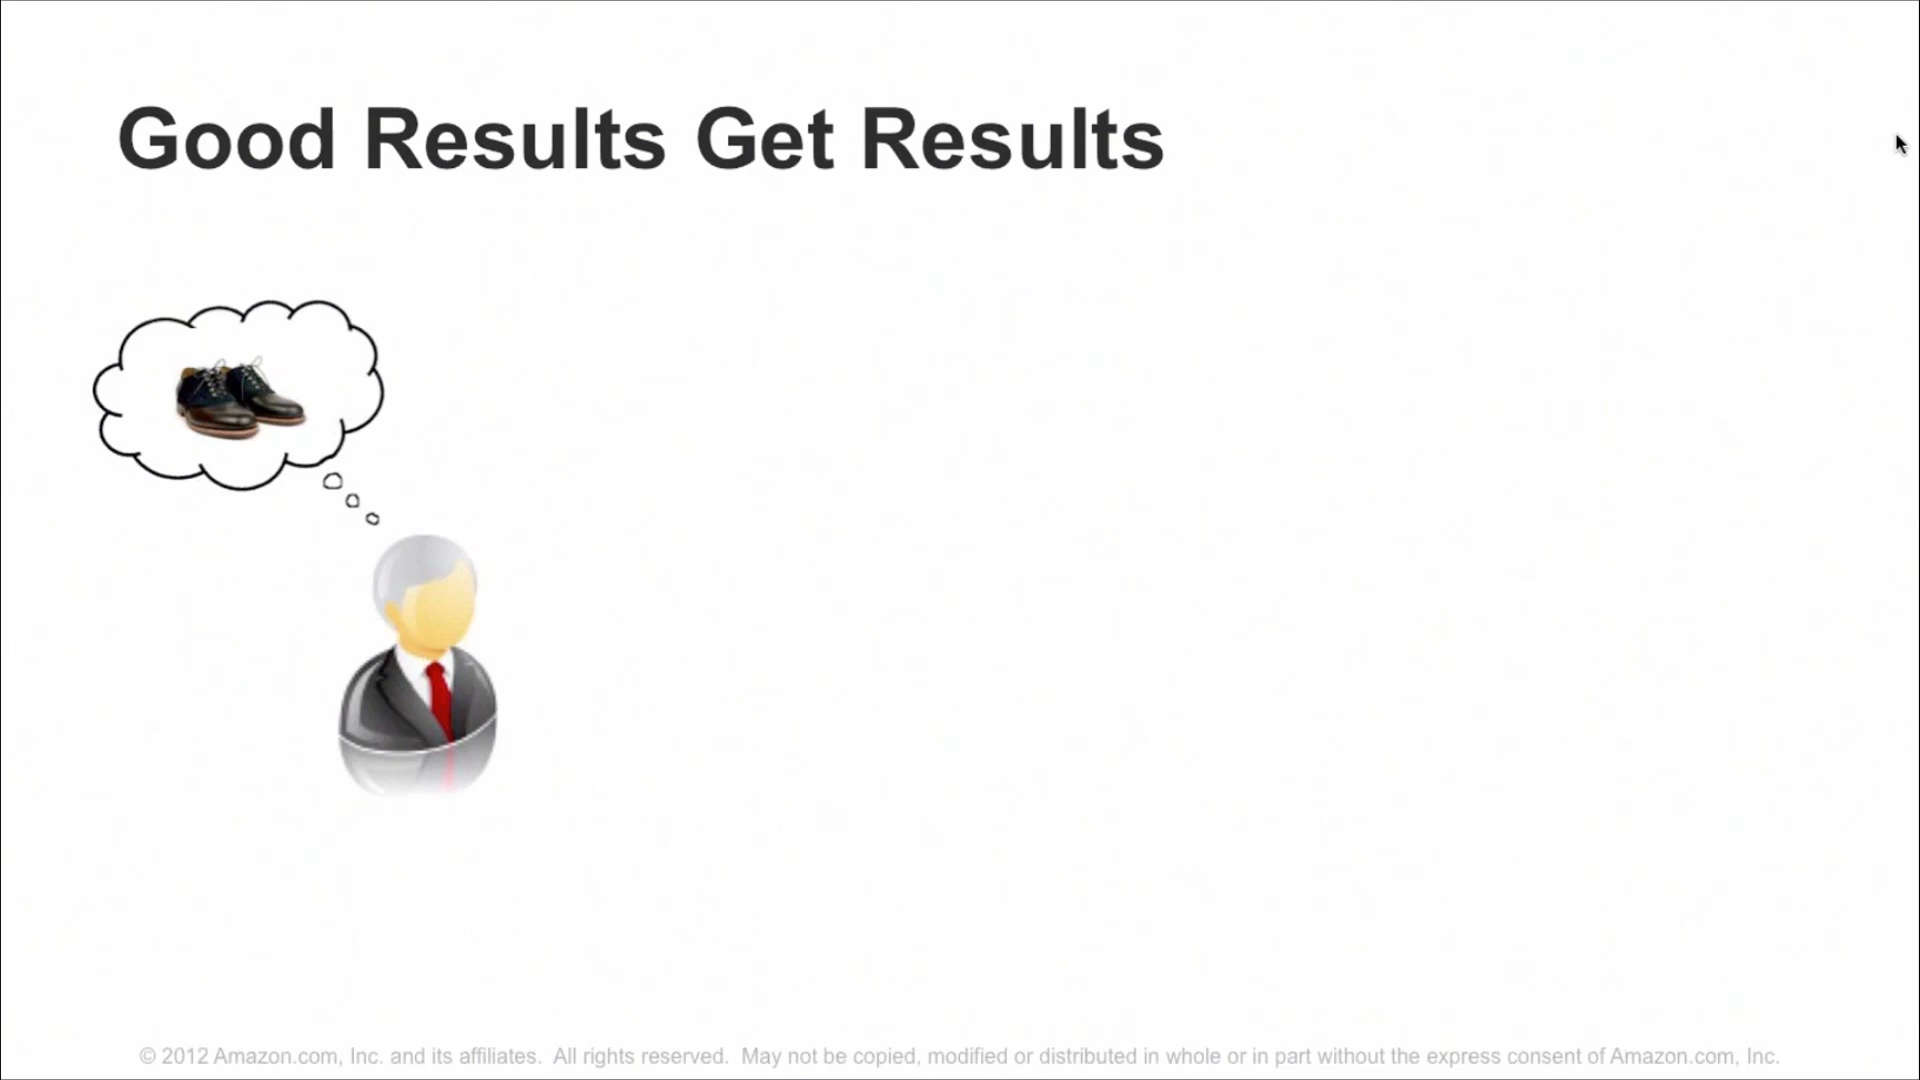 Good Results Get Results
© 2012 Amazon.com, Inc. and its affiliates.  All rights reserved.  May not be copied, modified or distributed in whole or in part without the express consent of Amazon.com, Inc.